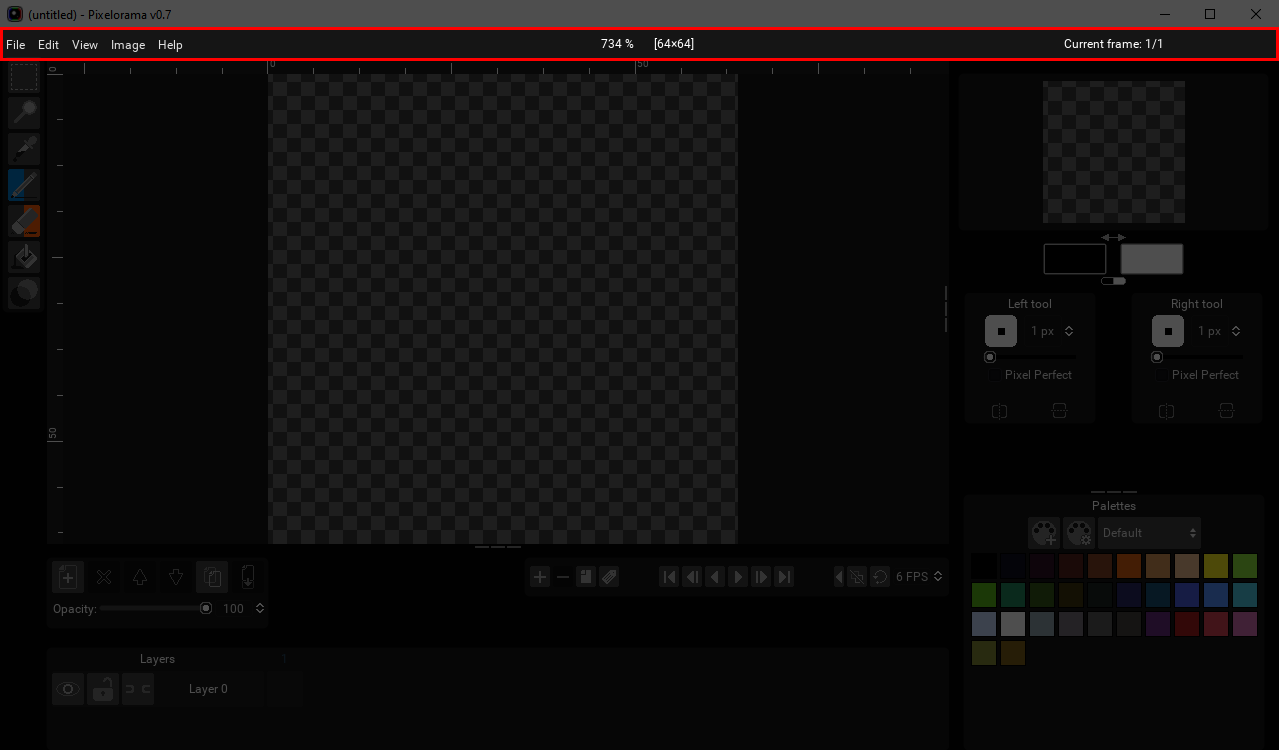 (untitled) - Pixelorama v0.7
File Edit View Image Help 734 % [64×64] Current frame: 1/1
0 0 50
50
Left tool Right tool
1 px 1 px
Pixel Perfect Pixel Perfect
Palettes
Default
6 FPS
Opacity: 100
Layers 1
Layer 0